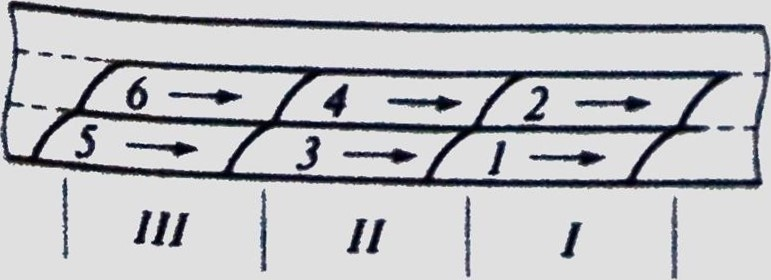 6 → 4 → 2 →
5 → 3 → 1 →
III II I